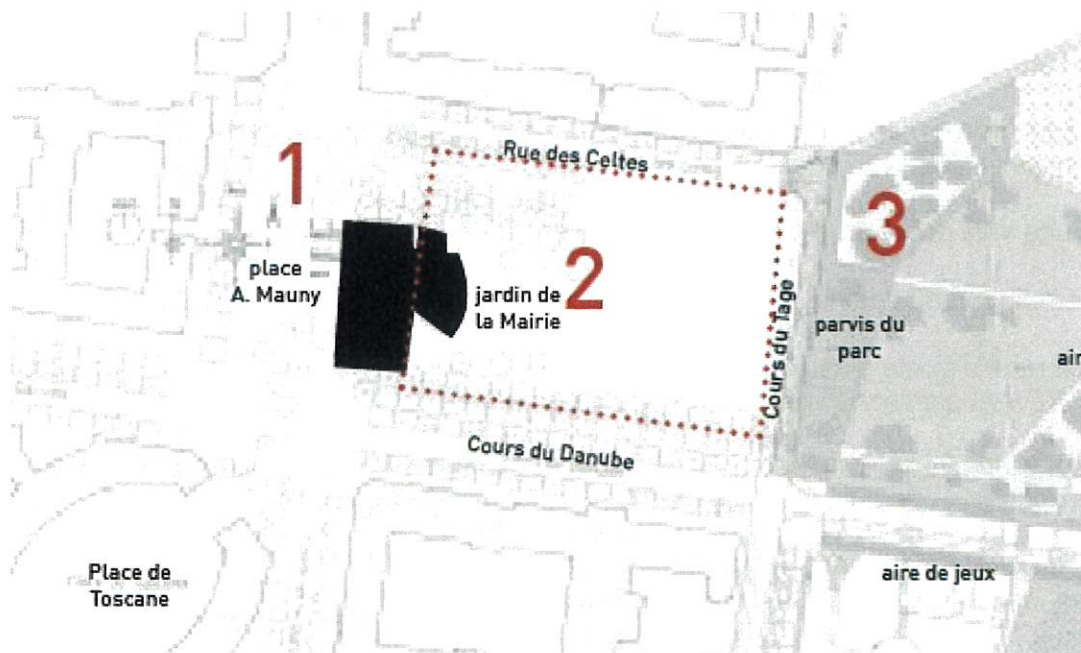 Rue des Celtes
1
2
3
place
A. Mauny
jardin de
la Mairie
Cours du Tage
parvis du
parc
air
Cours du Danube
Place de
Toscane
aire de jeux